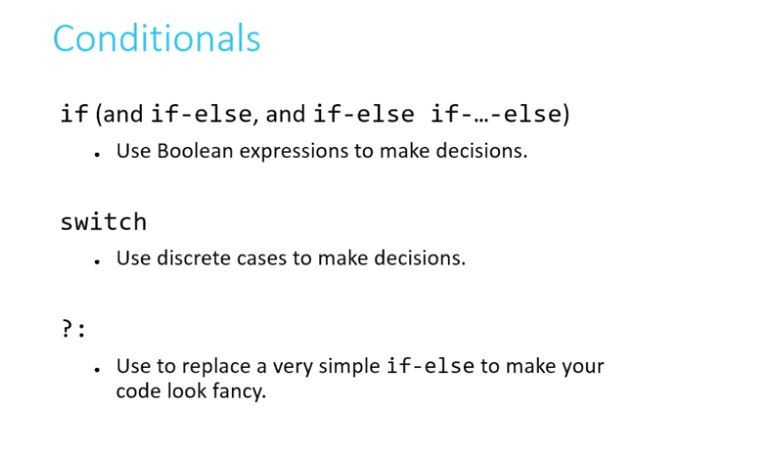 Conditionals
if (and if-else, and if-else if-…-else)
• Use Boolean expressions to make decisions.
switch
• Use discrete cases to make decisions.
?:
• Use to replace a very simple if-else to make your
code look fancy.